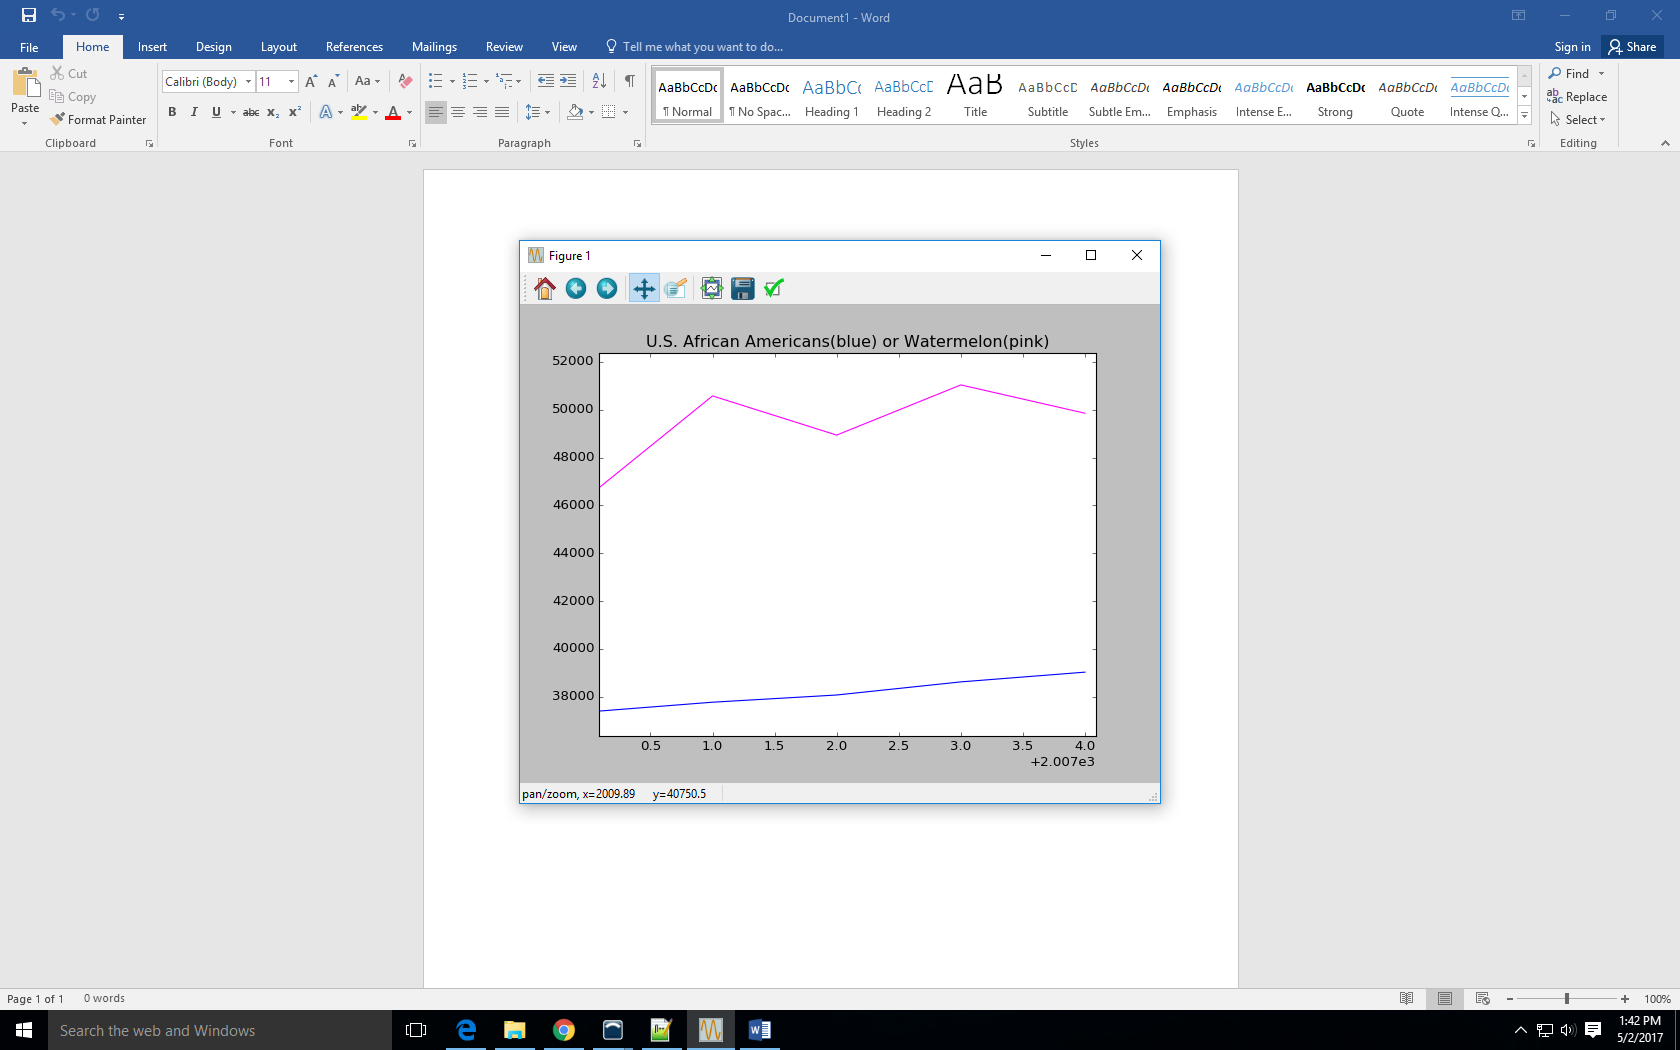 Document1 - Word
File Home Insert Design Layout References Mailings Review View Tell me what you want to do... Sign in Share
Paste
Cut
Copy
Format Painter
Clipboard
Calibri (Body) 11
Aa
B I U abc x₂ x² A A
Font
Paragraph
AaBbCcDc AaBbCcDc AaBbCc AaBbCcD AaB AaBbCcD AaBbCcDc AaBbCcDc AaBbCcDc AaBbCcDc AaBbCcDc AaBbCcDc
¶ Normal ¶ No Spac... Heading 1 Heading 2 Title Subtitle Subtle Em... Emphasis Intense E... Strong Quote Intense Q...
Styles
Find
Replace
Select
Editing
Figure 1
U.S. African Americans(blue) or Watermelon(pink)
52000
50000
48000
46000
44000
42000
40000
38000
0.5 1.0 1.5 2.0 2.5 3.0 3.5 4.0
+2.007e3
pan/zoom, x=2009.89 y=40750.5
Page 1 of 1 0 words
100%
Search the web and Windows
1:42 PM
5/2/2017